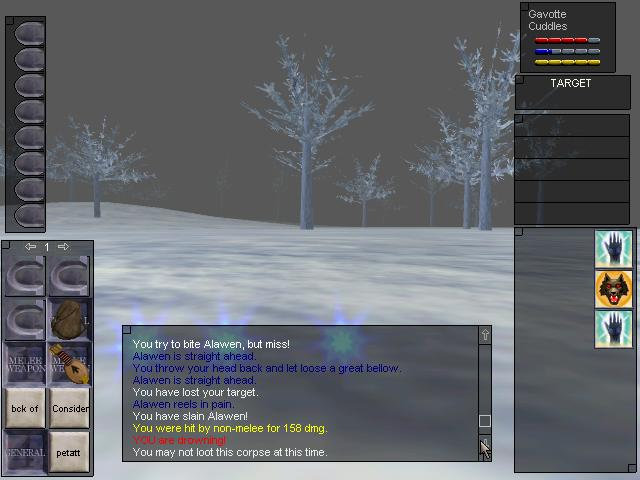 Gavotte
Cuddles
TARGET
1
MELEE
WEAPON
bck of
Consider
GENERAL
petatt
You try to bite Alawen, but miss!
Alawen is straight ahead.
You throw your head back and let loose a great bellow.
Alawen is straight ahead.
You have lost your target.
Alawen reels in pain.
You have slain Alawen!
You were hit by non-melee for 158 dmg.
YOU are drowning!
You may not loot this corpse at this time.